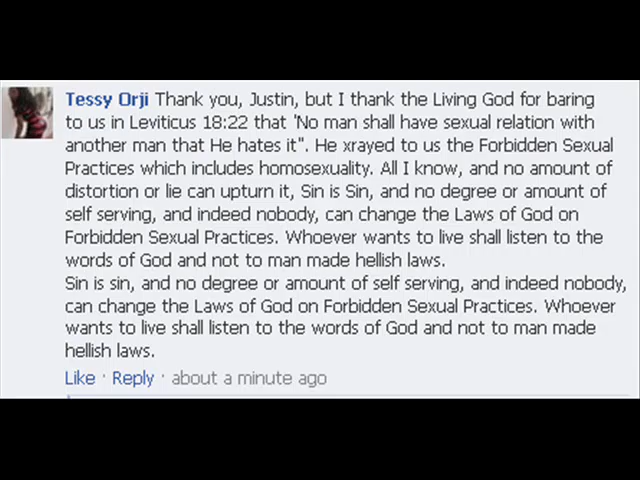 Tessy Orji Thank you, Justin, but I thank the Living God for baring
to us in Leviticus 18:22 that 'No man shall have sexual relation with
another man that He hates it". He xrayed to us the Forbidden Sexual
Practices which includes homosexuality. All I know, and no amount of
distortion or lie can upturn it, Sin is Sin, and no degree or amount of
self serving, and indeed nobody, can change the Laws of God on
Forbidden Sexual Practices. Whoever wants to live shall listen to the
words of God and not to man made hellish laws.
Sin is sin, and no degree or amount of self serving, and indeed nobody,
can change the Laws of God on Forbidden Sexual Practices. Whoever
wants to live shall listen to the words of God and not to man made
hellish laws.
Like · Reply · about a minute ago